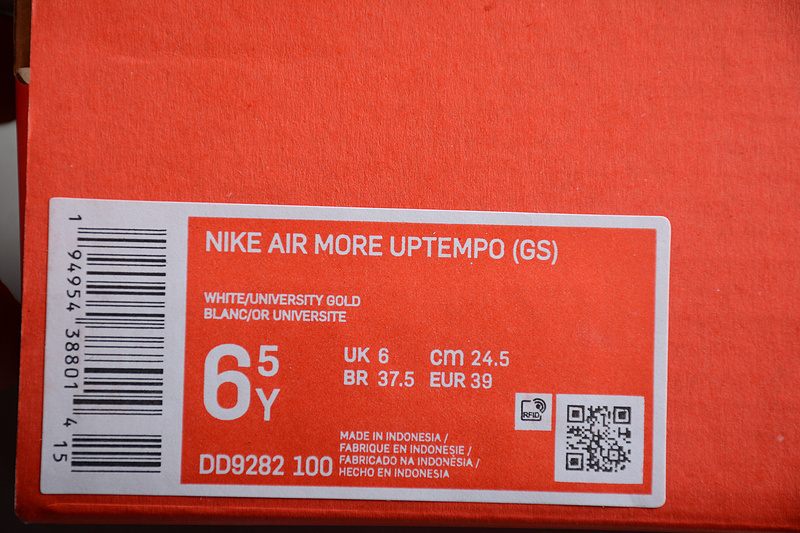 NIKE AIR MORE UPTEMPO (GS)
WHITE/UNIVERSITY GOLD
BLANC/OR UNIVERSITE
6 5 Y
UK 6 cm 24.5
BR 37.5 EUR 39
RFID
MADE IN INDONESIA /
FABRIQUE EN INDONESIE /
FABRICADO NA INDONÉSIA /
HECHO EN INDONESIA
DD9282 100
1 94954 38801 4 15